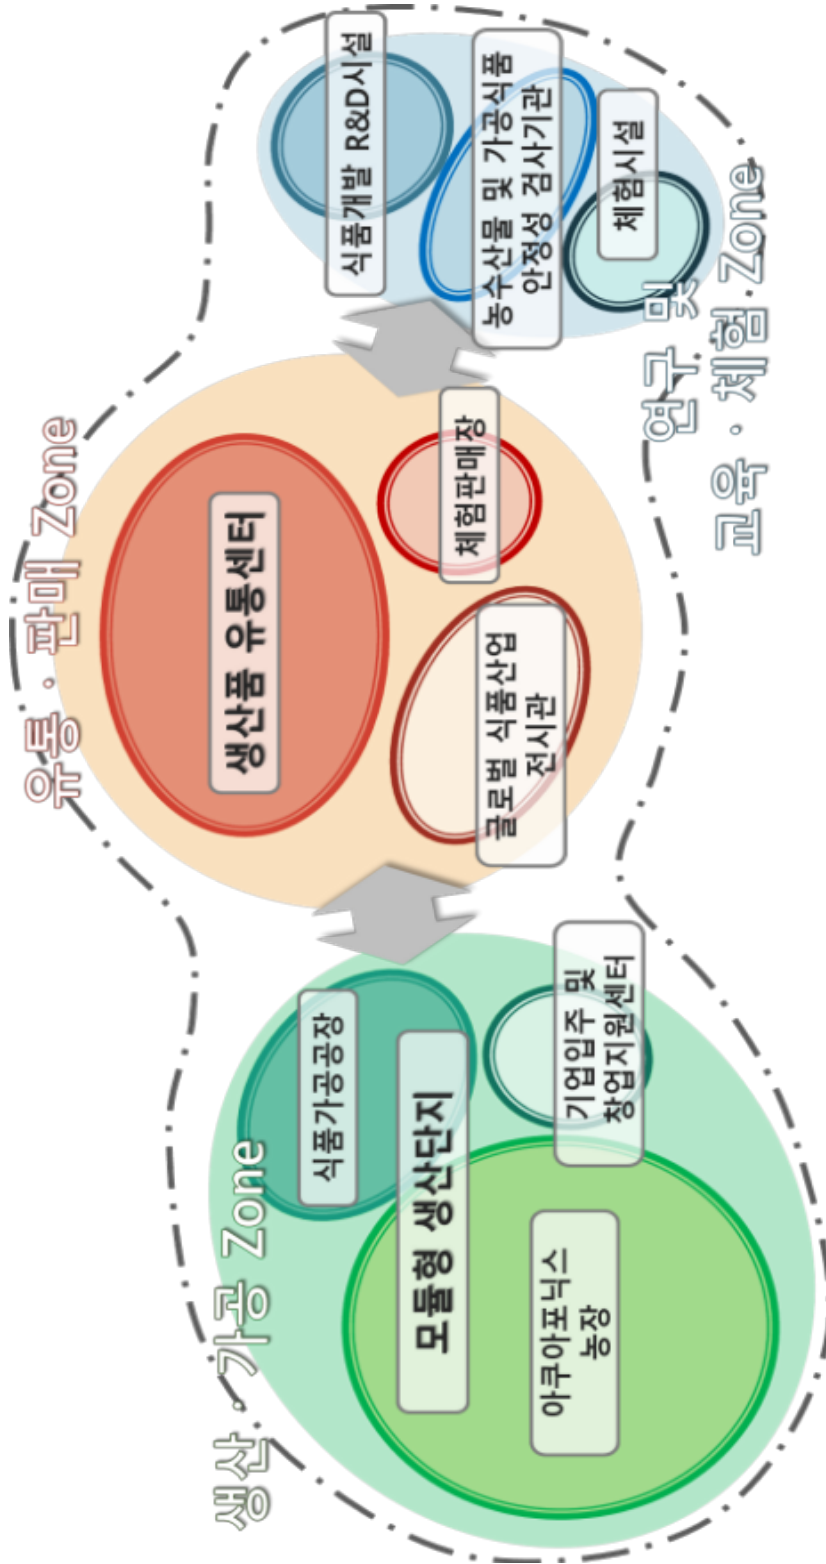 생산 · 가공 Zone
식품가공공장
모듈형 생산단지
아쿠아포닉스
농장
기업입주 및
창업지원센터
유통 · 판매 Zone
생산품 유통센터
체험판매장
글로벌 식품산업
전시관
식품개발 R&D시설
농수산물 및 가공식품
안정성 검사기관
체험시설
연구 및
교육 · 체험 Zone